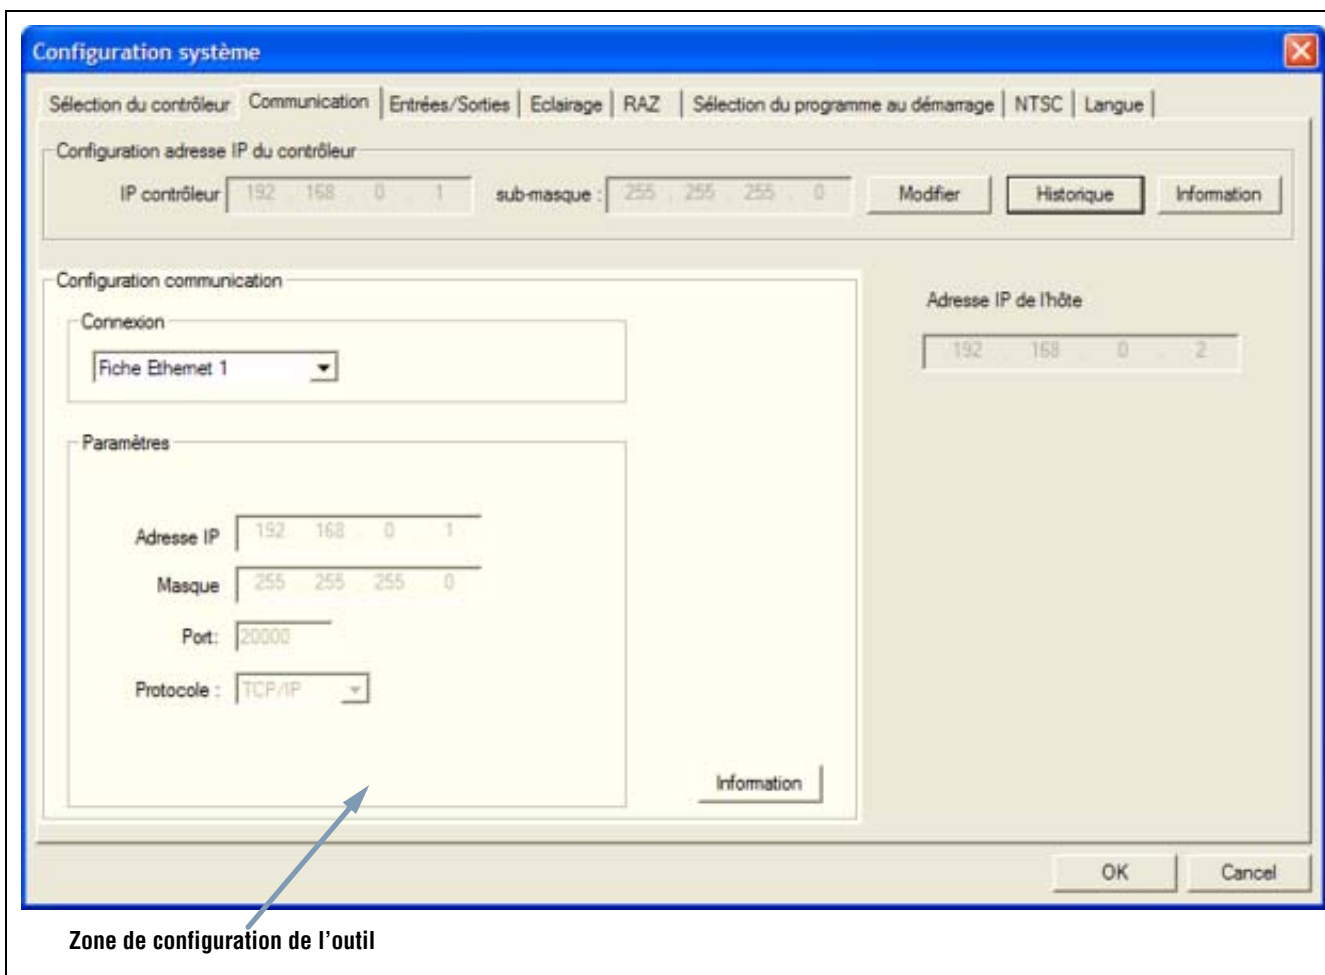 Configuration système
Sélection du contrôleur Communication Entrées/Sorties Eclairage RAZ Sélection du programme au démarrage NTSC Langue
Configuration adresse IP du contrôleur
IP contrôleur 192 . 168 . 0 . 1 sub-masque : 255 . 255 . 255 . 0 Modifier Historique Information
Configuration communication
Adresse IP de l'hôte
192 . 168 . 0 . 2
Connexion
Fiche Ethernet 1
Paramètres
Adresse IP 192 . 168 . 0 . 1
Masque 255 . 255 . 255 . 0
Port: 20000
Protocole : TCP/IP
Information
OK Cancel
Zone de configuration de l'outil